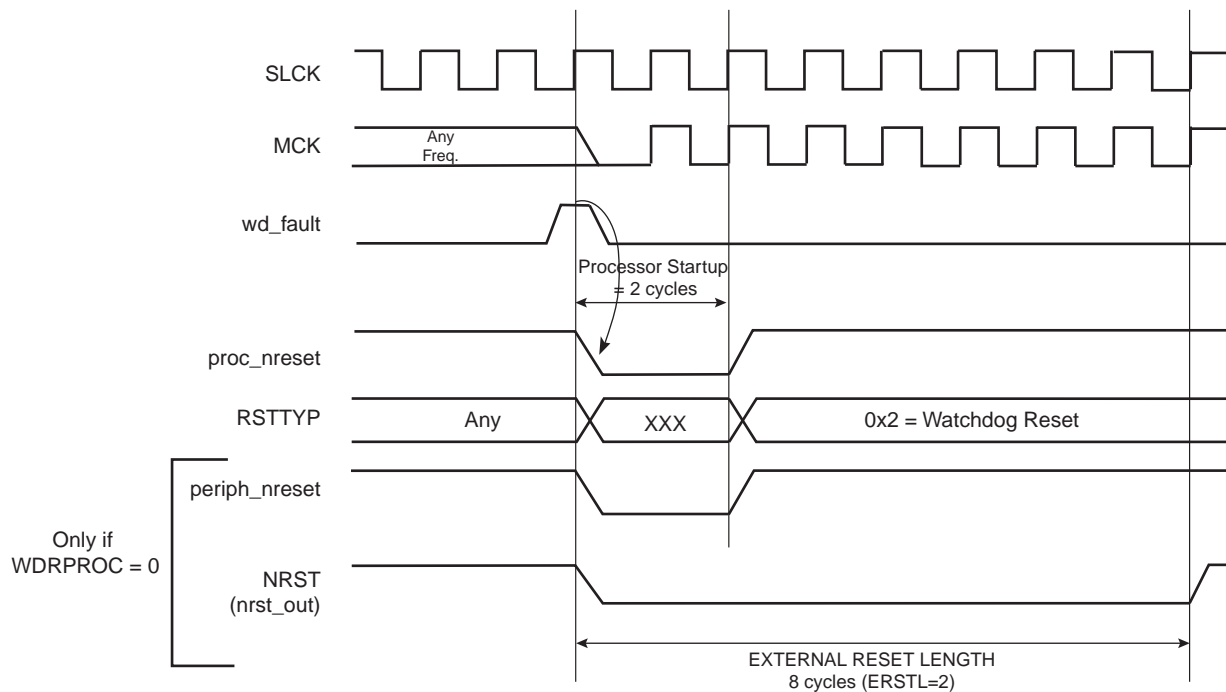 SLCK
MCK
Any
Freq.
wd_fault
Processor Startup
= 2 cycles
proc_nreset
RSTTYP
Any
XXX
0x2 = Watchdog Reset
periph_nreset
Only if
WDRPROC = 0
NRST
(nrst_out)
EXTERNAL RESET LENGTH
8 cycles (ERSTL=2)